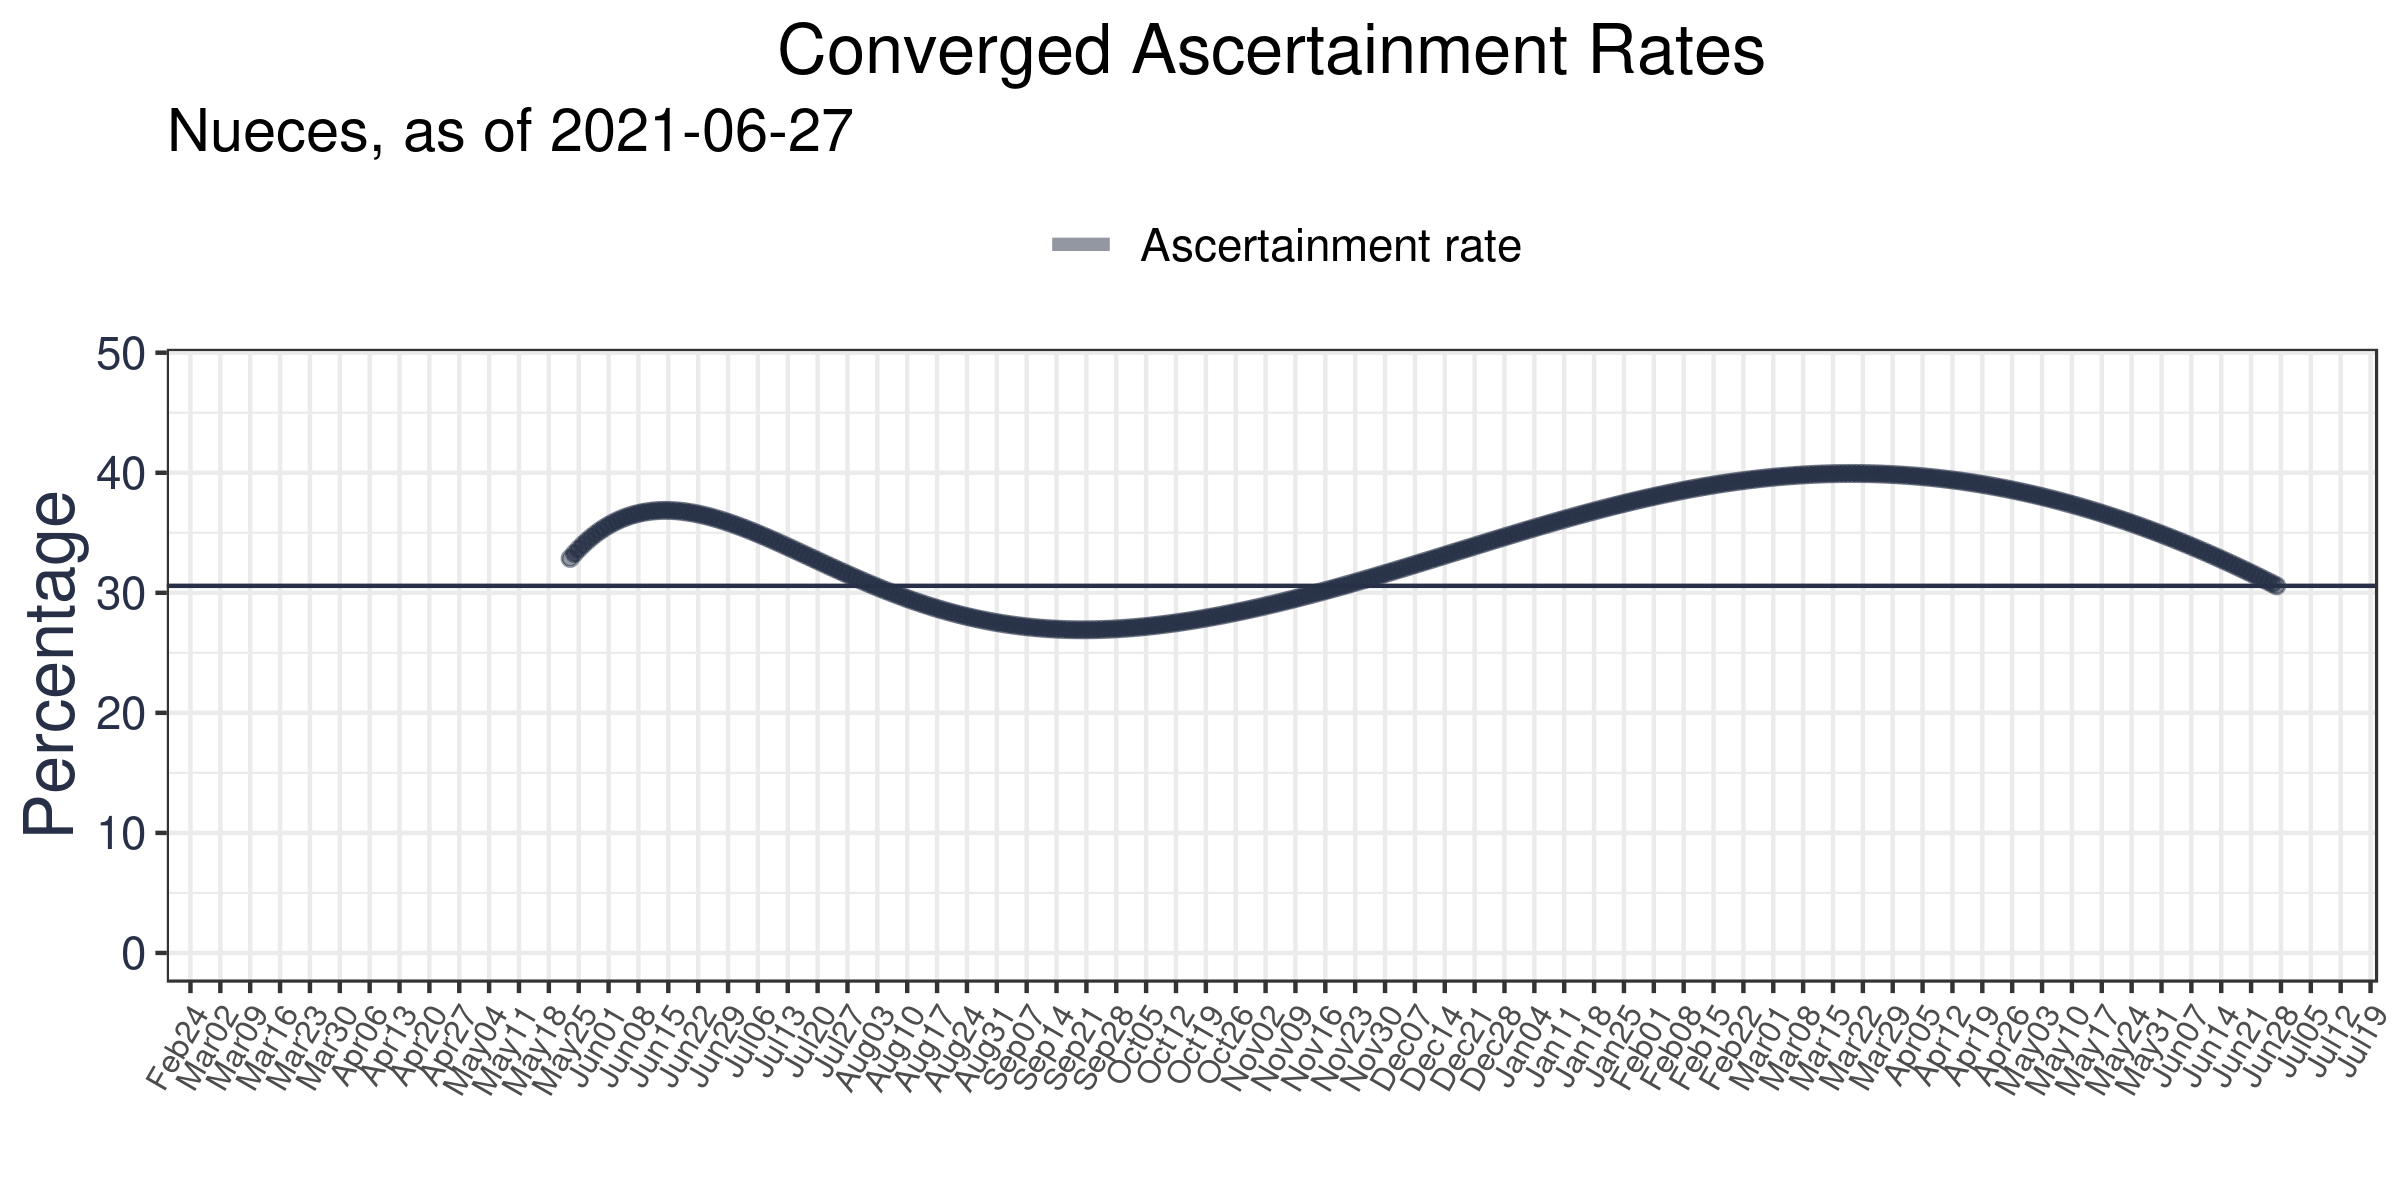 Converged Ascertainment Rates
Nueces, as of 2021-06-27
Ascertainment rate
Percentage
50
40
30
20
10
0
Feb24
Mar02
Mar09
Mar16
Mar23
Mar30
Apr06
Apr13
Apr20
Apr27
May04
May11
May18
May25
Jun01
Jun08
Jun15
Jun22
Jun29
Jul06
Jul13
Jul20
Jul27
Aug03
Aug10
Aug17
Aug24
Aug31
Sep07
Sep14
Sep21
Sep28
Oct05
Oct12
Oct19
Oct26
Nov02
Nov09
Nov16
Nov23
Nov30
Dec07
Dec14
Dec21
Dec28
Jan04
Jan11
Jan18
Jan25
Feb01
Feb08
Feb15
Feb22
Mar01
Mar08
Mar15
Mar22
Mar29
Apr05
Apr12
Apr19
Apr26
May03
May10
May17
May24
May31
Jun07
Jun14
Jun21
Jun28
Jul05
Jul12
Jul19